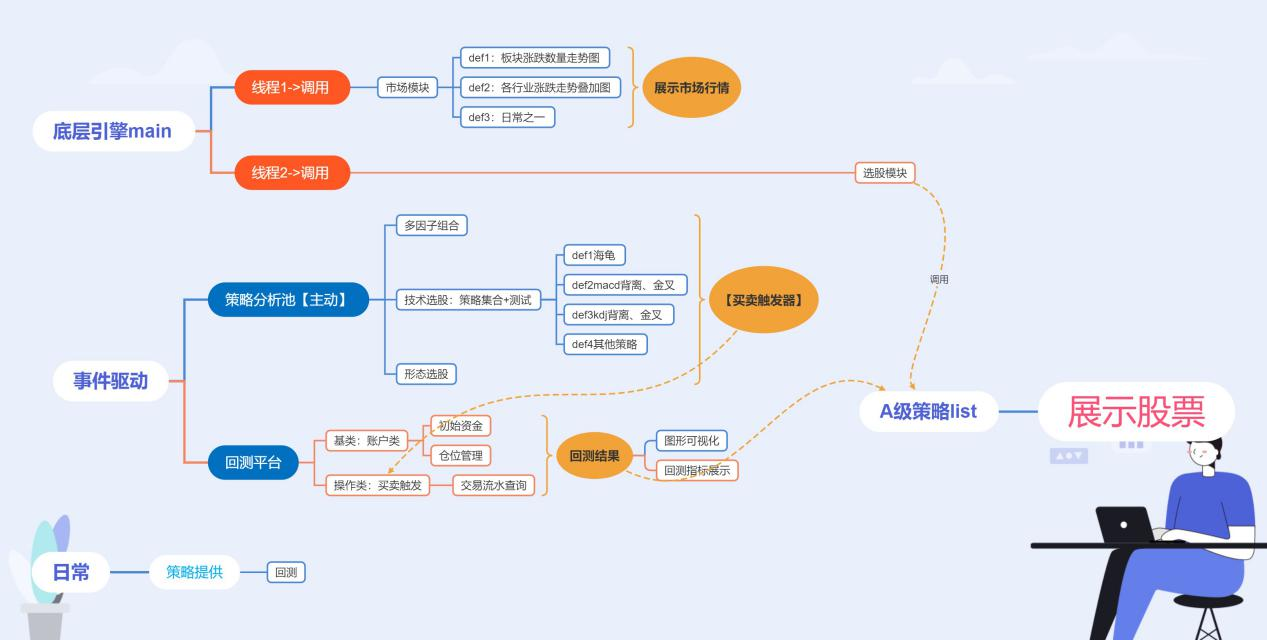 底层引擎main
线程1->调用
市场模块
def1：板块涨跌数量走势图
def2：各行业涨跌走势叠加图
def3：日常之一
展示市场行情
线程2->调用
选股模块
调用
事件驱动
策略分析池【主动】
多因子组合
技术选股：策略集合+测试
def1海龟
def2macd背离、金叉
def3kdj背离、金叉
def4其他策略
形态选股
【买卖触发器】
回测平台
基类：账户类
初始资金
仓位管理
操作类：买卖触发
交易流水查询
回测结果
图形可视化
回测指标展示
A级策略list
展示股票
日常
策略提供
回测